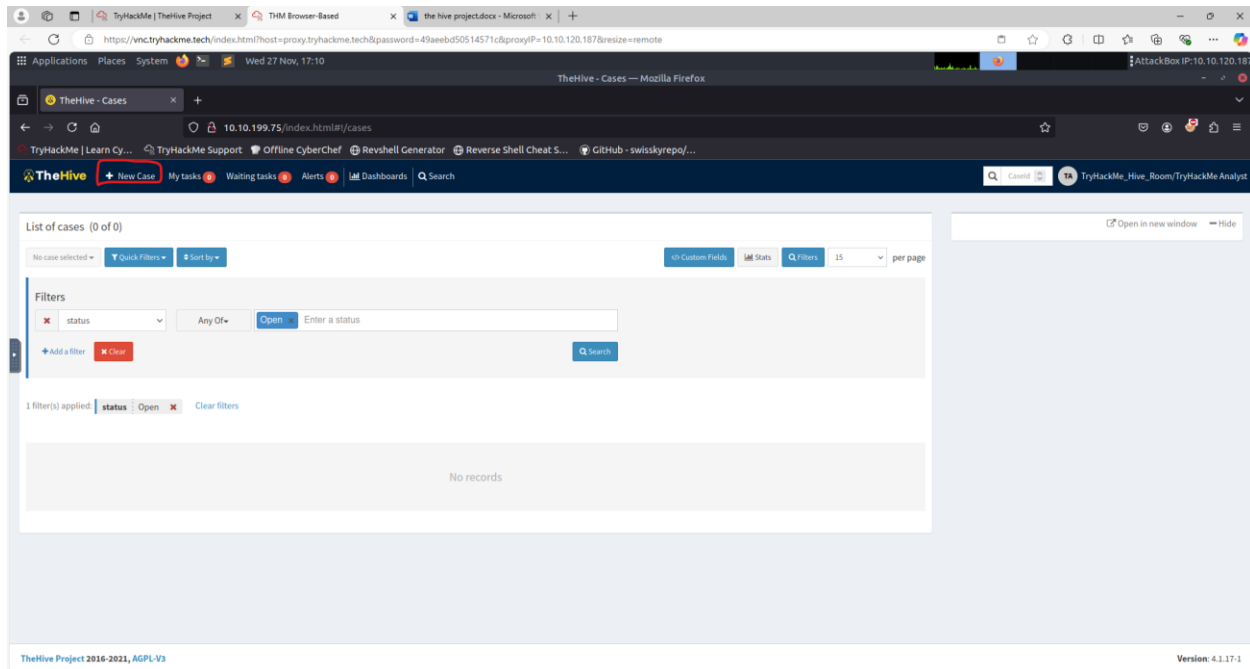 TryHackMe | TheHive Project
THM Browser-Based
the hive project.docx - Microsoft
https://vnc.tryhackme.tech/index.html?host=proxy.tryhackme.tech&password=49aeebd50514571c&proxyIP=10.10.120.187&resize=remote
Applications Places System
Wed 27 Nov, 17:10
AttackBox IP:10.10.120.187
TheHive - Cases — Mozilla Firefox
TheHive - Cases
10.10.199.75/index.html#!/cases
TryHackMe | Learn Cy... TryHackMe Support Offline CyberChef Revshell Generator Reverse Shell Cheat S... GitHub - swisskyrepo/...
TheHive + New Case My tasks 0 Waiting tasks 0 Alerts 0 Dashboards Search CaseId TA TryHackMe_Hive_Room/TryHackMe Analyst
List of cases (0 of 0)
Open in new window Hide
No case selected Quick Filters Sort by Custom Fields Stats Filters 15 per page
Filters
status Any Of Open Enter a status
Add a filter Clear Search
1 filter(s) applied: status Open Clear filters
No records
TheHive Project 2016-2021, AGPL-V3 Version: 4.1.17-1